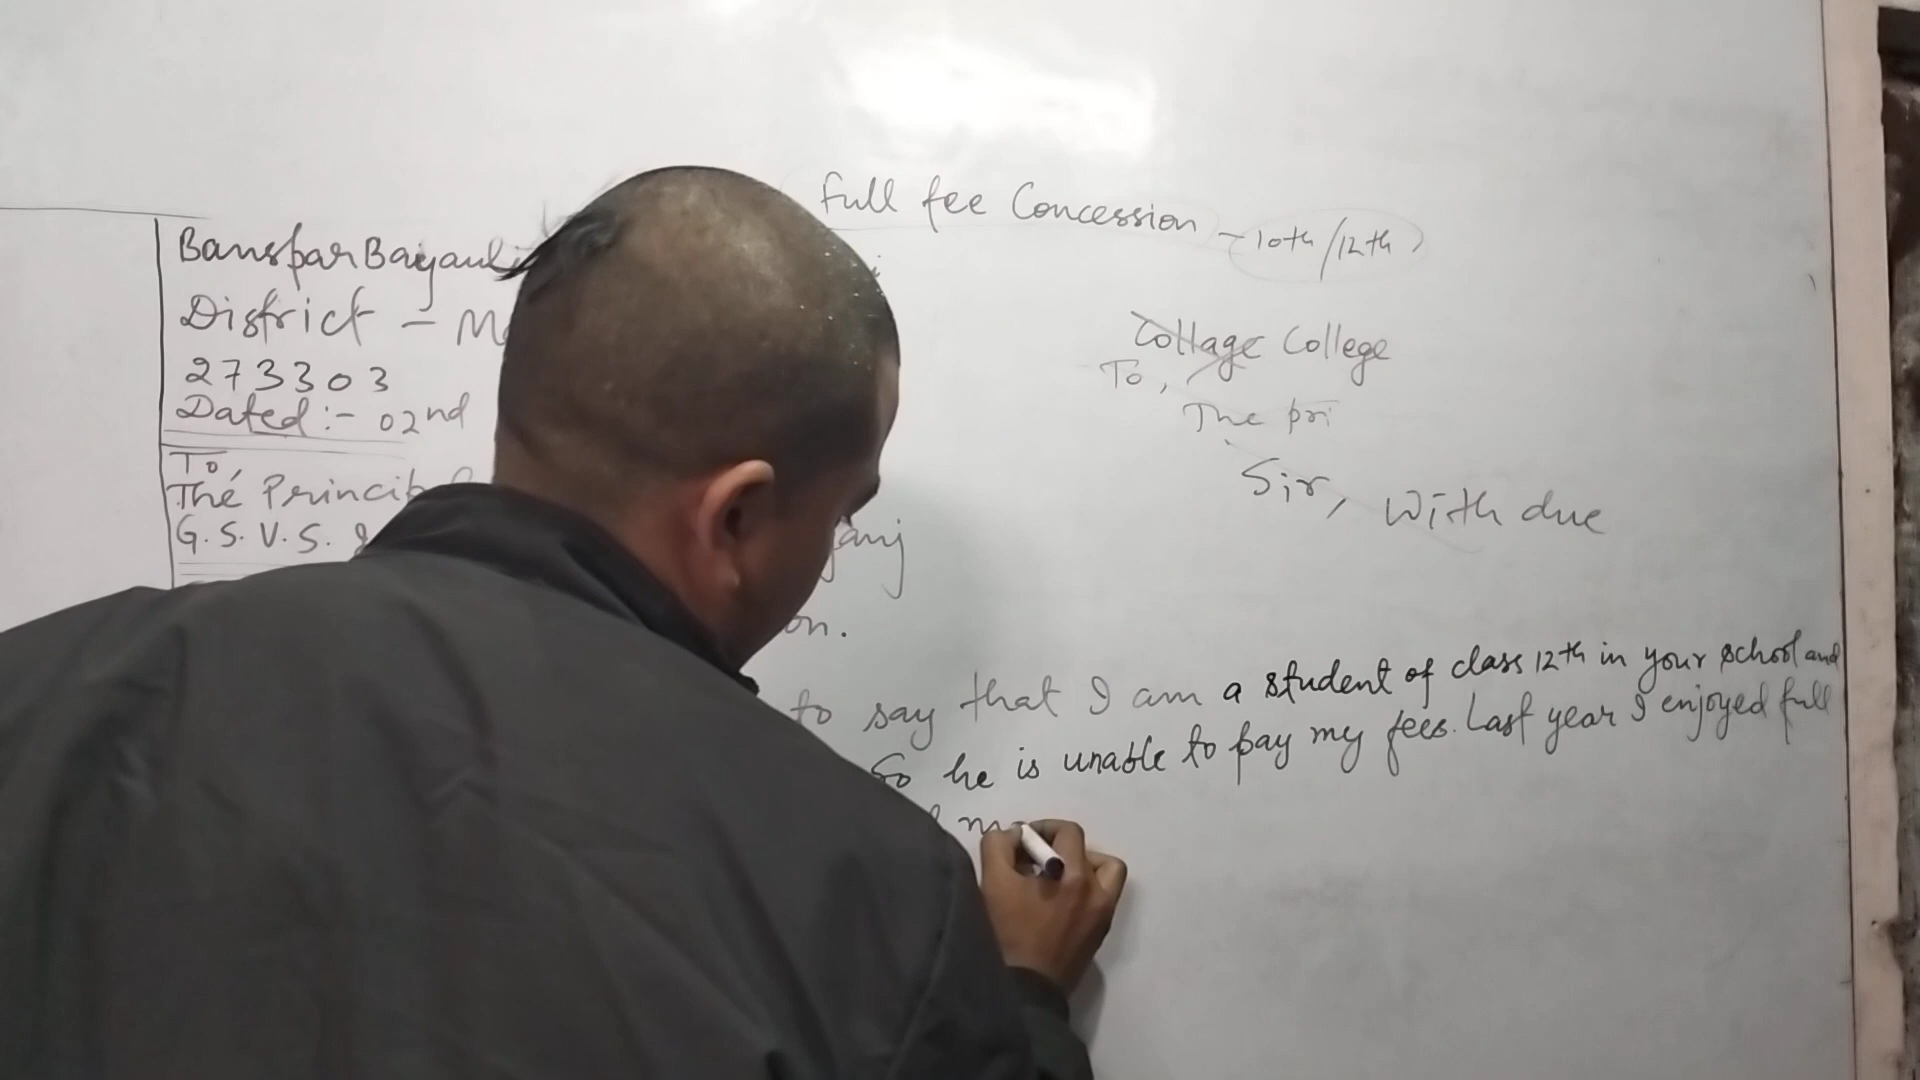 Full fee Concession - 10th/12th
Banspar Baijauli
District - M
273303
Dated:- 02nd
To,
The Princip
G. S. V. S. ganj
on.
to say that I am a student of class 12th in your school and
So he is unable to pay my fees. Last year I enjoyed full
Collage College
To,
The pri
Sir, With due